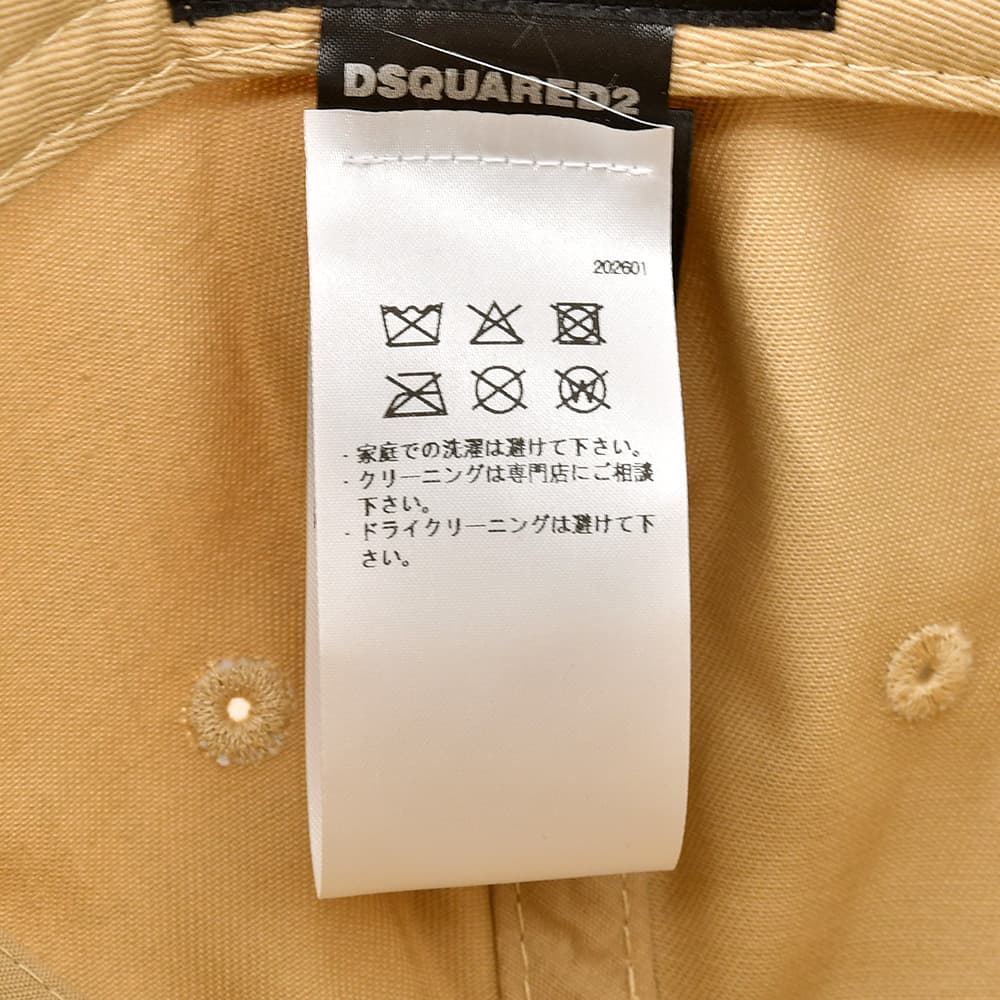 DSQUARED2
202601
W
・家庭での洗濯は避けて下さい。
・クリーニングは専門店にご相談
下さい。
・ドライクリーニングは避けて下
さい。